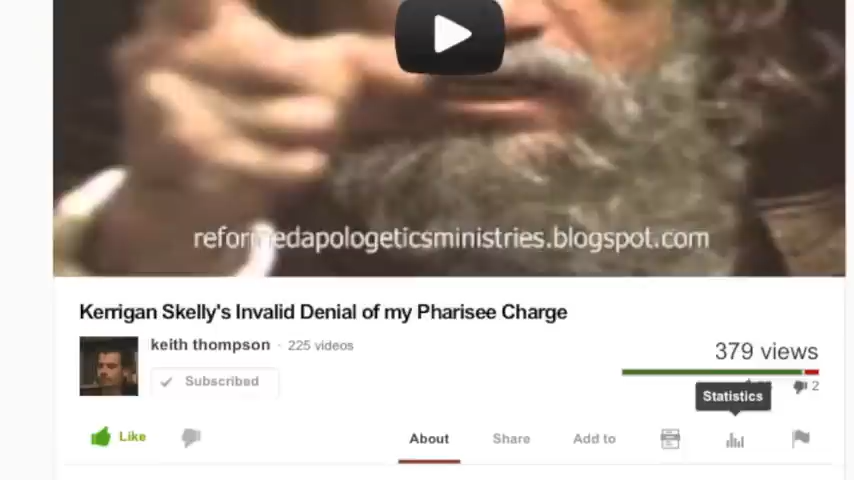 reformedapologeticsministries.blogspot.com
Kerrigan Skelly's Invalid Denial of my Pharisee Charge
keith thompson · 225 videos
Subscribed
379 views
2
Statistics
Like
About
Share
Add to